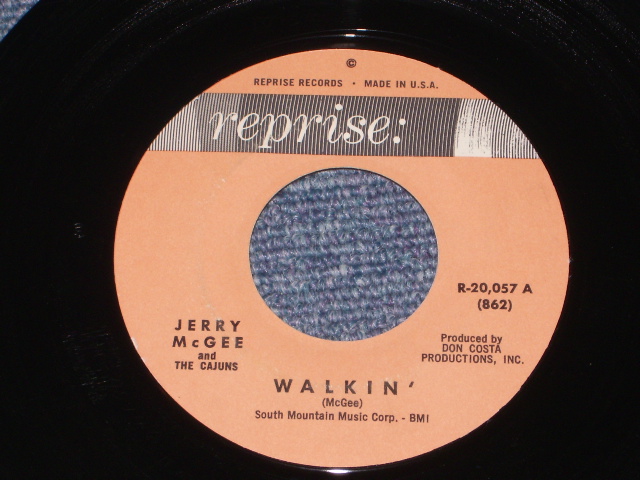 ©
REPRISE RECORDS • MADE IN U.S.A.
reprise:
R-20,057 A
(862)
JERRY
McGEE
and
THE CAJUNS
Produced by
DON COSTA
PRODUCTIONS, INC.
WALKIN'
(McGee)
South Mountain Music Corp. - BMI